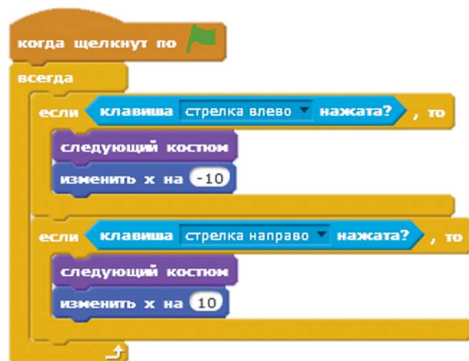 когда щелкнут по
всегда
если клавиша стрелка влево нажата? , то
следующий костюм
изменить x на -10
если клавиша стрелка направо нажата? , то
следующий костюм
изменить x на 10